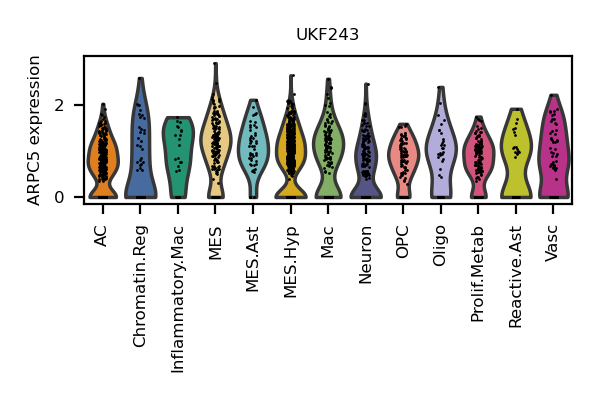 UKF243
ARPC5 expression
2
0
AC
Chromatin.Reg
Inflammatory.Mac
MES
MES.Ast
MES.Hyp
Mac
Neuron
OPC
Oligo
Prolif.Metab
Reactive.Ast
Vasc